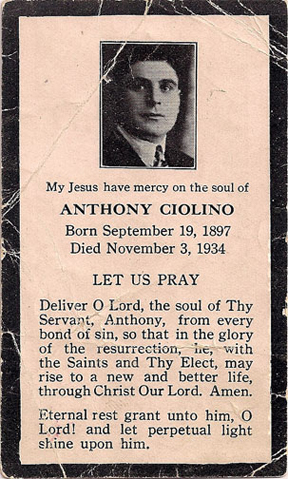 My Jesus have mercy on the soul of
ANTHONY CIOLINO
Born September 19, 1897
Died November 3, 1934
LET US PRAY
Deliver O Lord, the soul of Thy
Servant, Anthony, from every
bond of sin, so that in the glory
of the resurrection, he, with
the Saints and Thy Elect, may
rise to a new and better life,
through Christ Our Lord. Amen.
Eternal rest grant unto him, O
Lord! and let perpetual light
shine upon him.